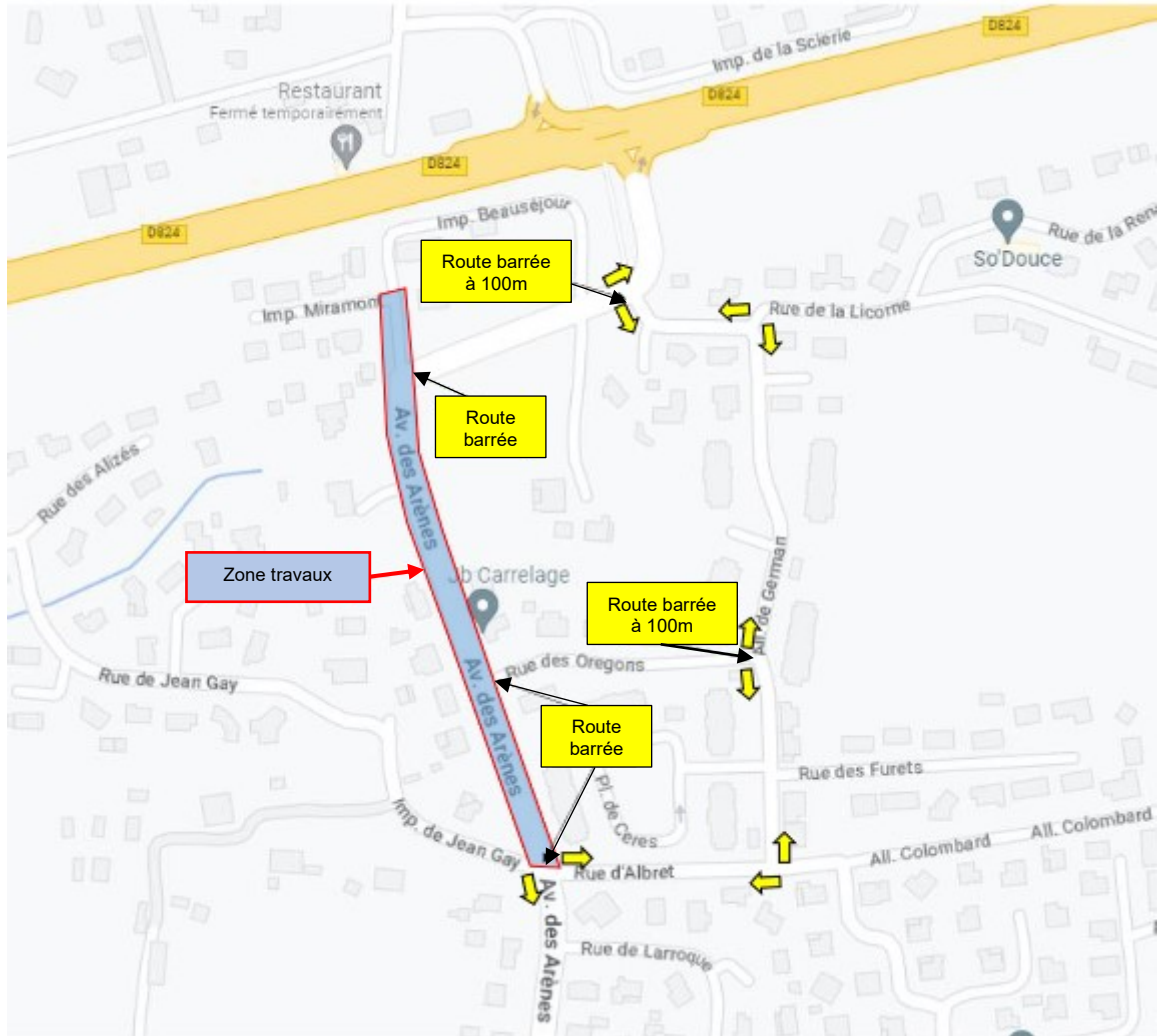 D824
Imp. de la Scierie
Restaurant
Fermé temporairement
D824
D824
Imp. Beauséjour
Rue de la Rena
D824
So'Douce
Route barrée
à 100m
Imp. Miramon
Rue de la Licorne
Route
barrée
Av. des Arènes
Rue des Alizés
Zone travaux
Jb Carrelage
All. de German
Route barrée
à 100m
Rue des Oregons
Rue de Jean Gay
Av. des Arènes
Route
barrée
Rue des Furets
Pl. de Ceres
Imp. de Jean Gay
All. Colombard
All. Colombard
Rue d'Albret
Av. des Arènes
Rue de Larroque